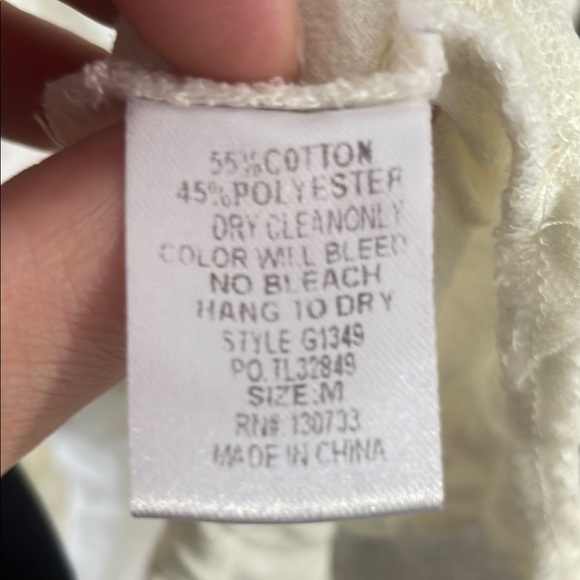 55%COTTON
45%POLYESTER
DRY CLEANONLY
COLOR WILL BLEED
NO BLEACH
HANG TO DRY
STYLE G1349
PO.TL32849
SIZE:M
RN#:130733
MADE IN CHINA